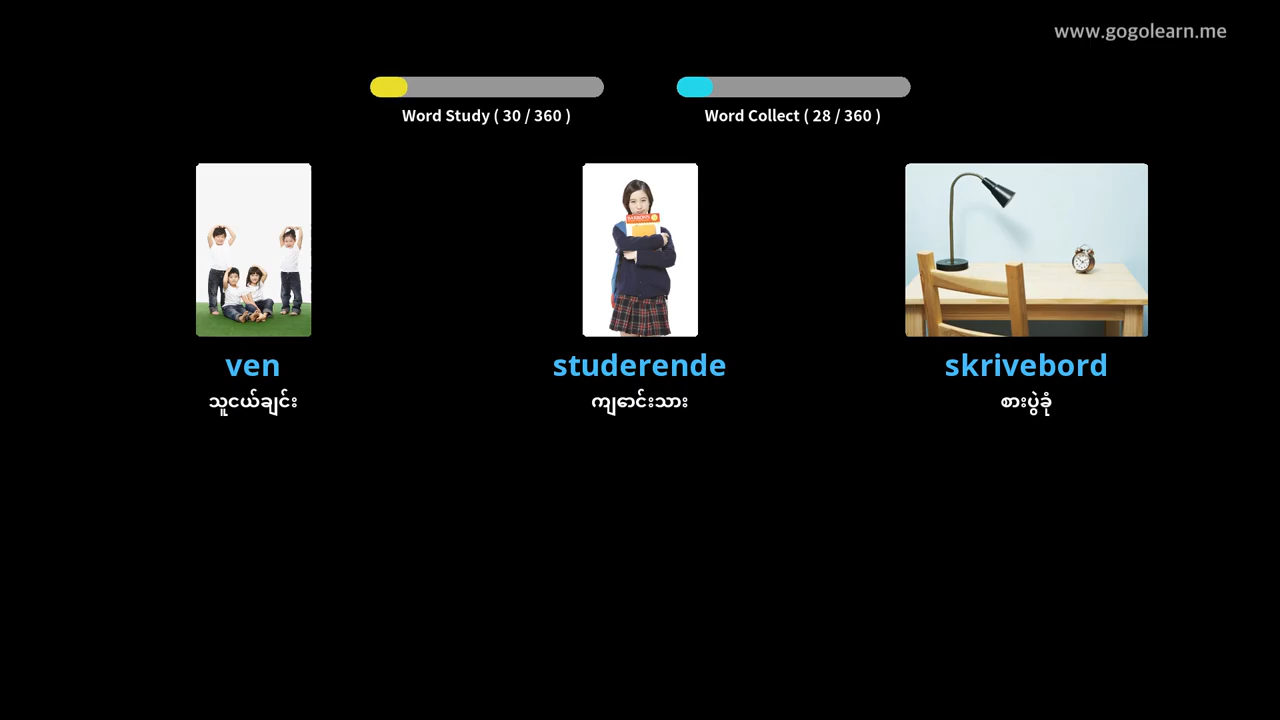 www.gogolearn.me
Word Study ( 30 / 360 )
Word Collect ( 28 / 360 )
ven
studerende
skrivebord
သူငယ်ချင်း
ကျောင်းသား
စားပွဲခုံ